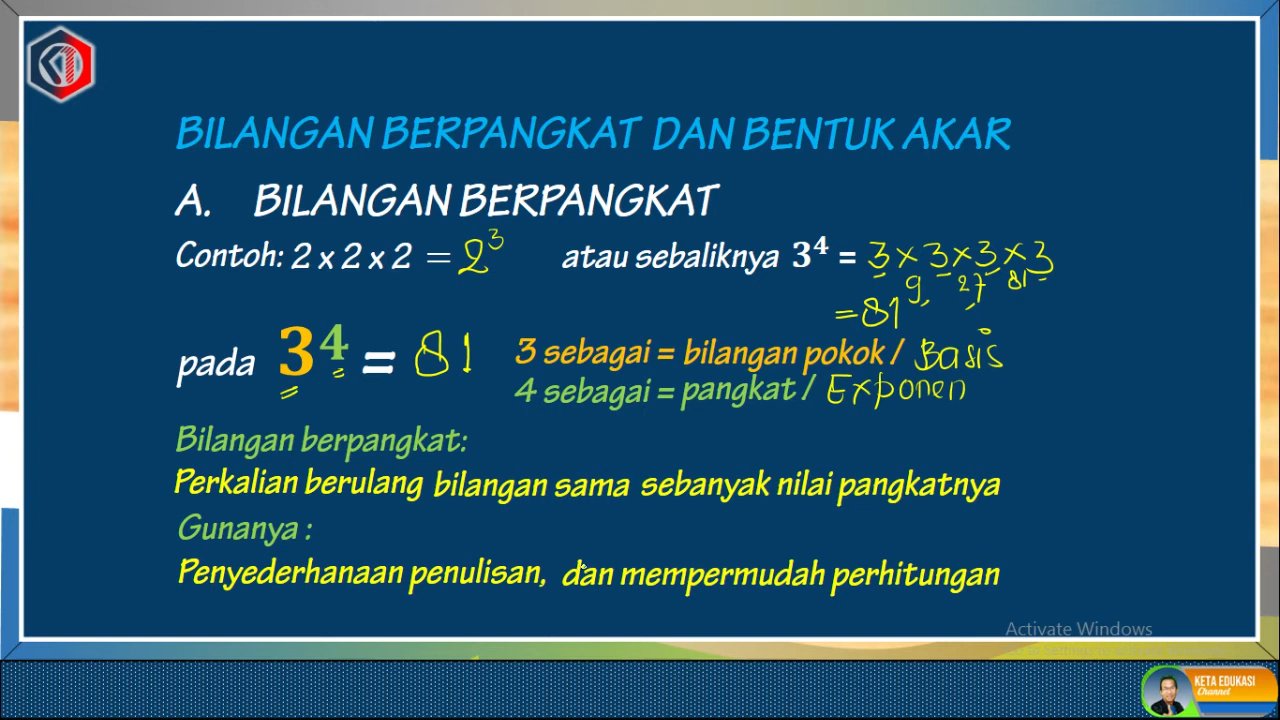 BILANGAN BERPANGKAT DAN BENTUK AKAR
A. BILANGAN BERPANGKAT
Contoh: 2 x 2 x 2 = 2³ atau sebaliknya 3⁴ = 3 × 3 × 3 × 3
9 27 81
= 81
pada 3⁴ = 81
3 sebagai = bilangan pokok / Basis
4 sebagai = pangkat / Exponen
Bilangan berpangkat:
Perkalian berulang bilangan sama sebanyak nilai pangkatnya
Gunanya :
Penyederhanaan penulisan, dan mempermudah perhitungan
Activate Windows
KETA EDUKASI
Channel